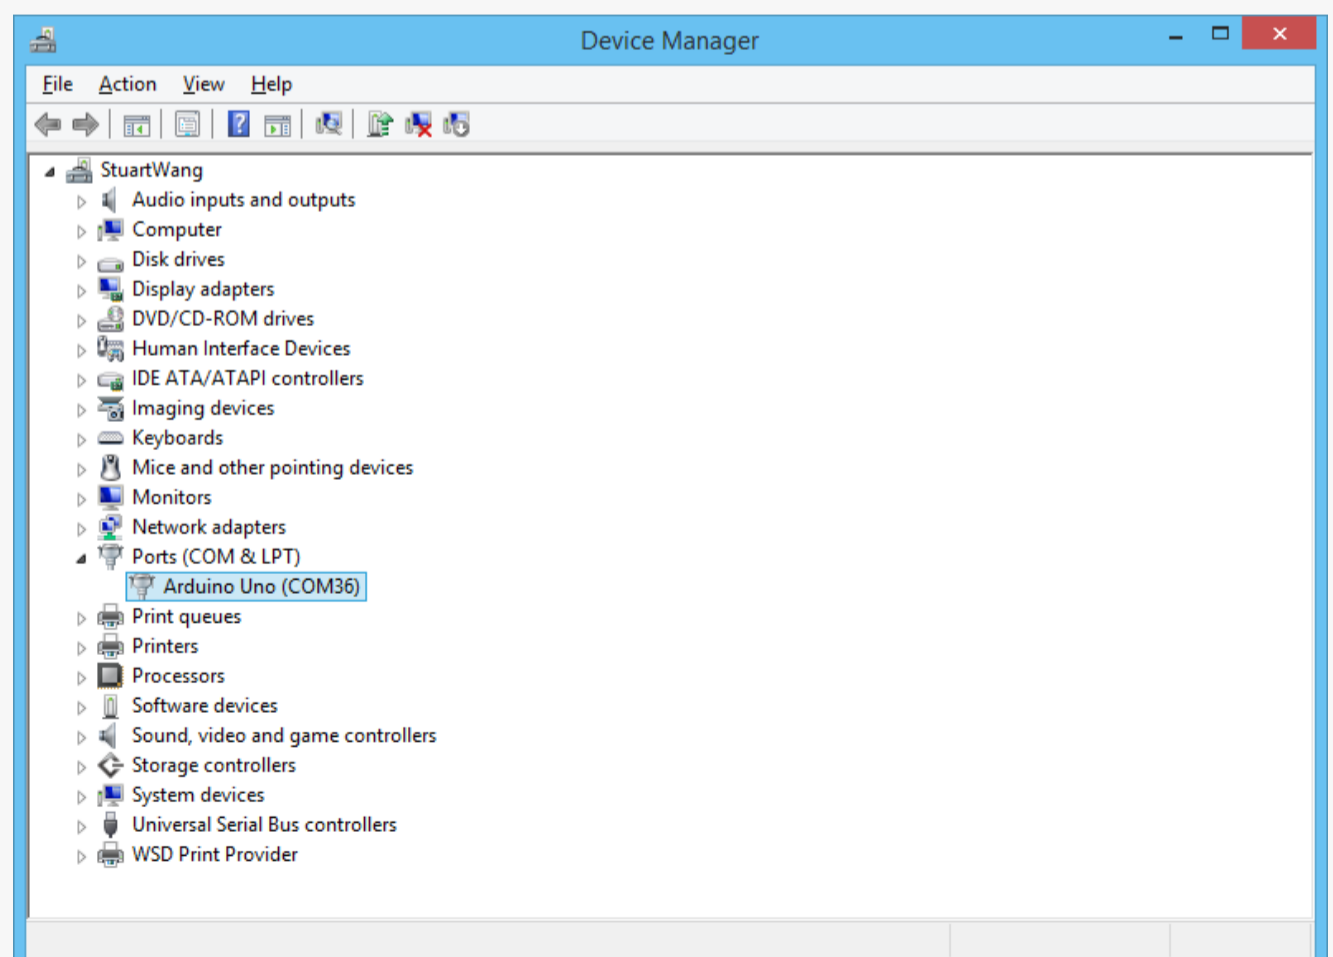 Device Manager
File Action View Help
StuartWang
Audio inputs and outputs
Computer
Disk drives
Display adapters
DVD/CD-ROM drives
Human Interface Devices
IDE ATA/ATAPI controllers
Imaging devices
Keyboards
Mice and other pointing devices
Monitors
Network adapters
Ports (COM & LPT)
Arduino Uno (COM36)
Print queues
Printers
Processors
Software devices
Sound, video and game controllers
Storage controllers
System devices
Universal Serial Bus controllers
WSD Print Provider